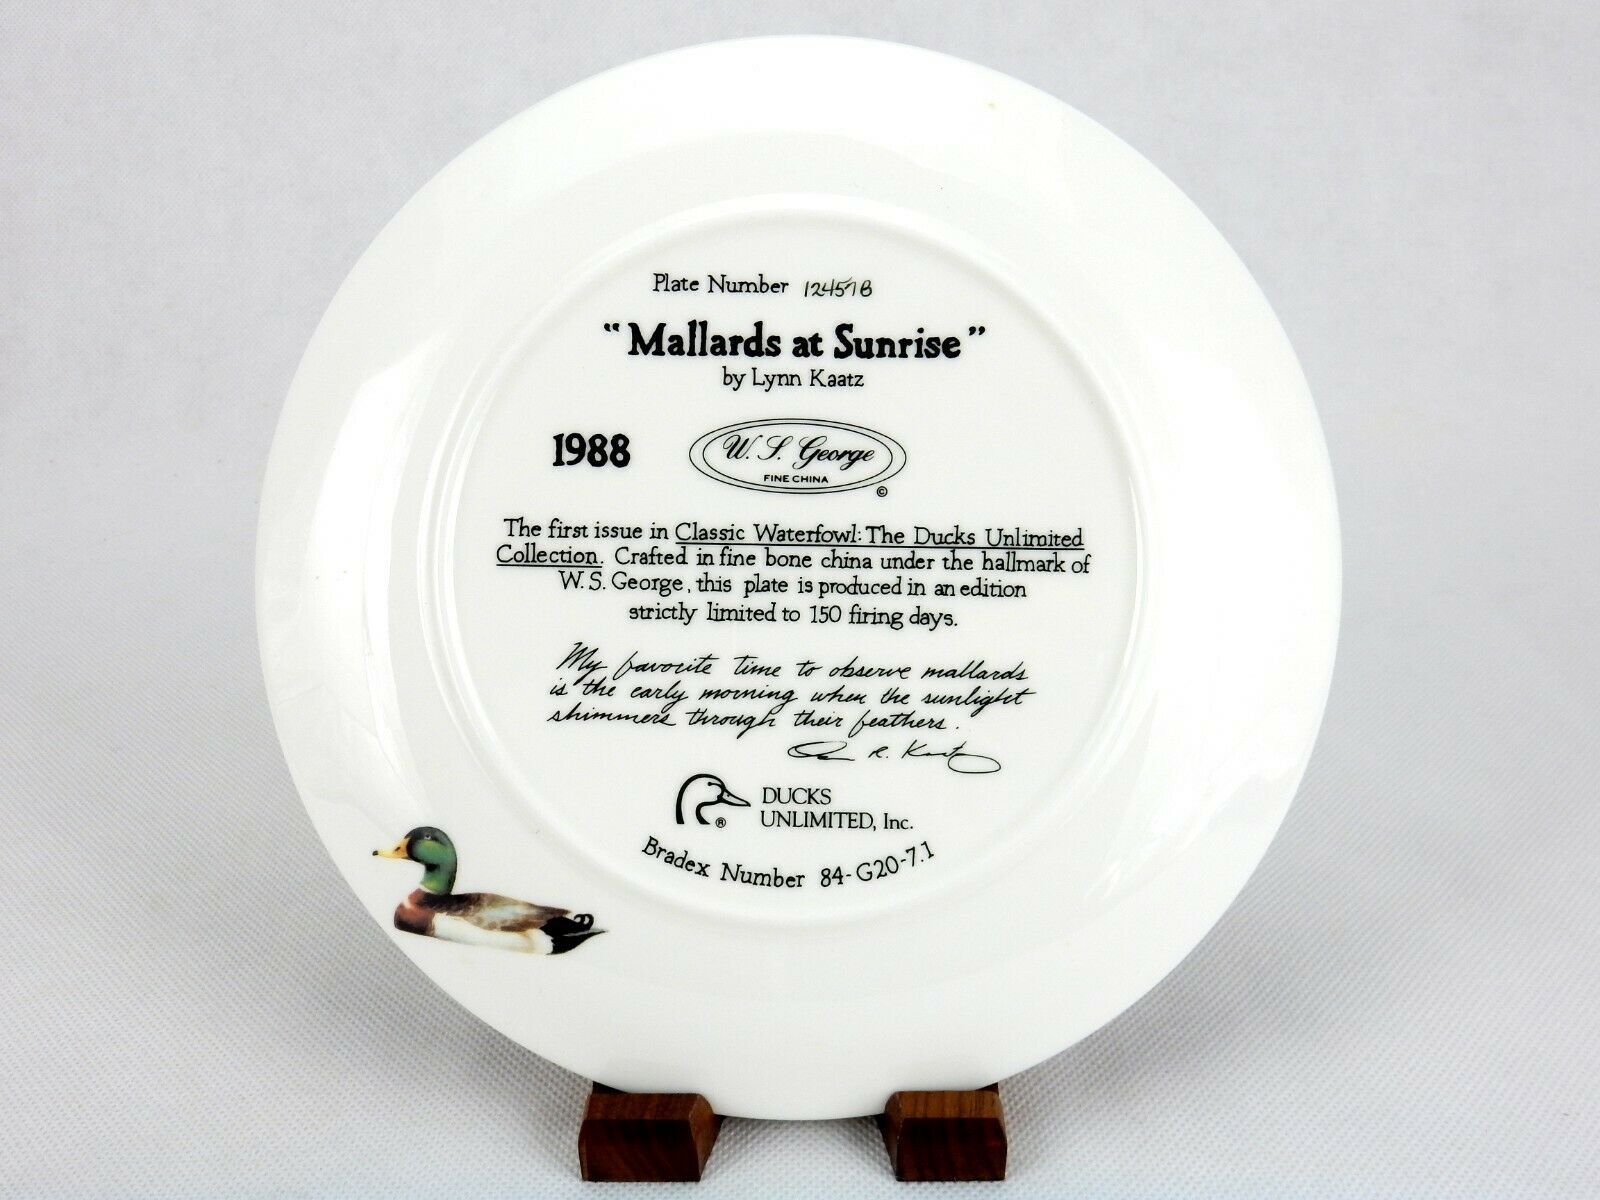 Plate Number 12457B
"Mallards at Sunrise"
by Lynn Kaatz
1988
W. S. George
FINE CHINA
©
The first issue in Classic Waterfowl: The Ducks Unlimited
Collection. Crafted in fine bone china under the hallmark of
W. S. George, this plate is produced in an edition
strictly limited to 150 firing days.
My favorite time to observe mallards
is the early morning when the sunlight
shimmers through their feathers.
R. Kaatz
DUCKS
® UNLIMITED, Inc.
Bradex Number 84-G20-7.1